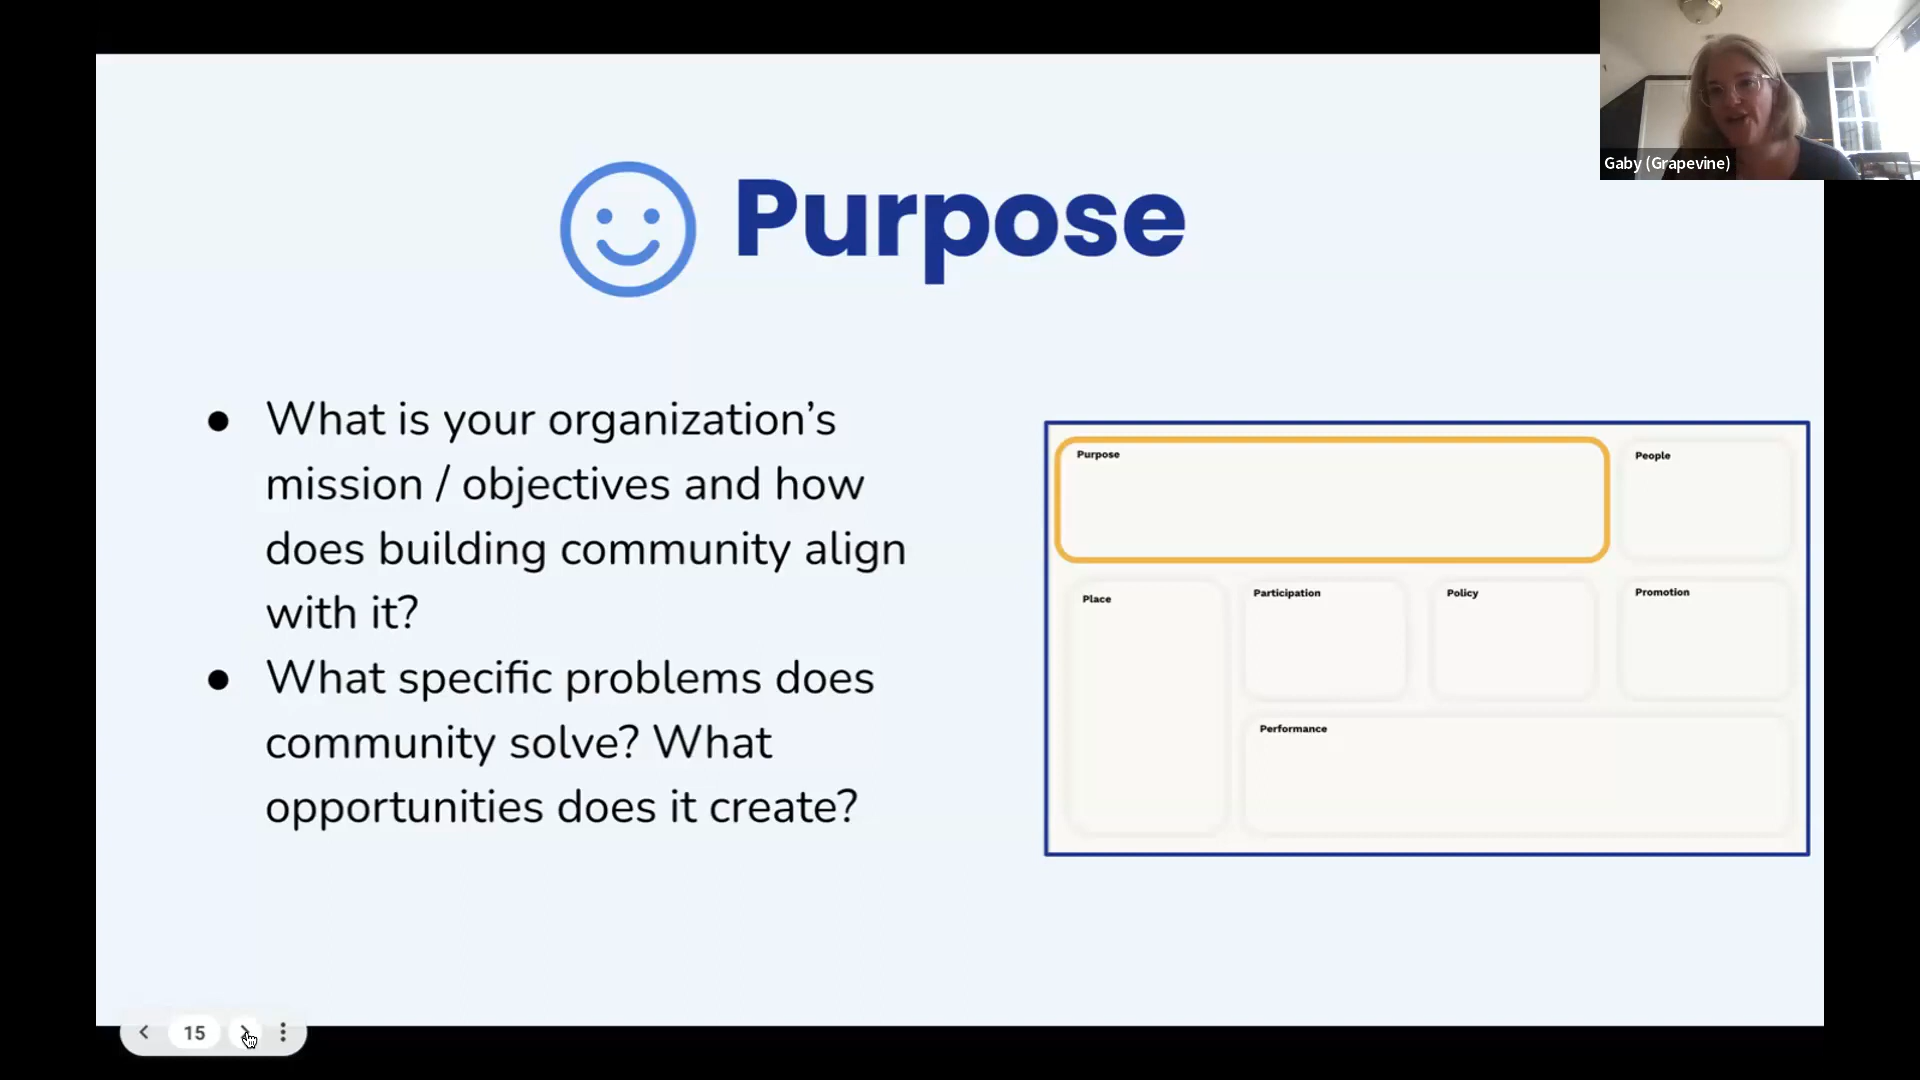 Gaby (Grapevine)
Purpose
● What is your organization’s
mission / objectives and how
does building community align
with it?
● What specific problems does
community solve? What
opportunities does it create?
Purpose
People
Place
Participation
Policy
Promotion
Performance
15